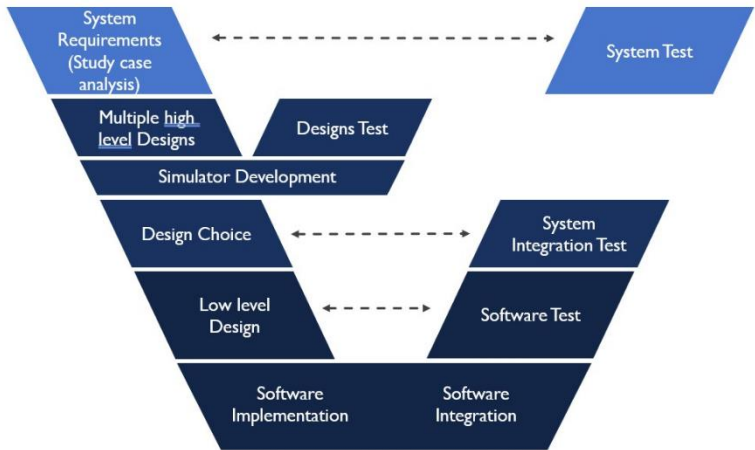 System
Requirements
(Study case
analysis)
System Test
Multiple high
level Designs
Designs Test
Simulator Development
Design Choice
System
Integration Test
Low level
Design
Software Test
Software
Implementation
Software
Integration